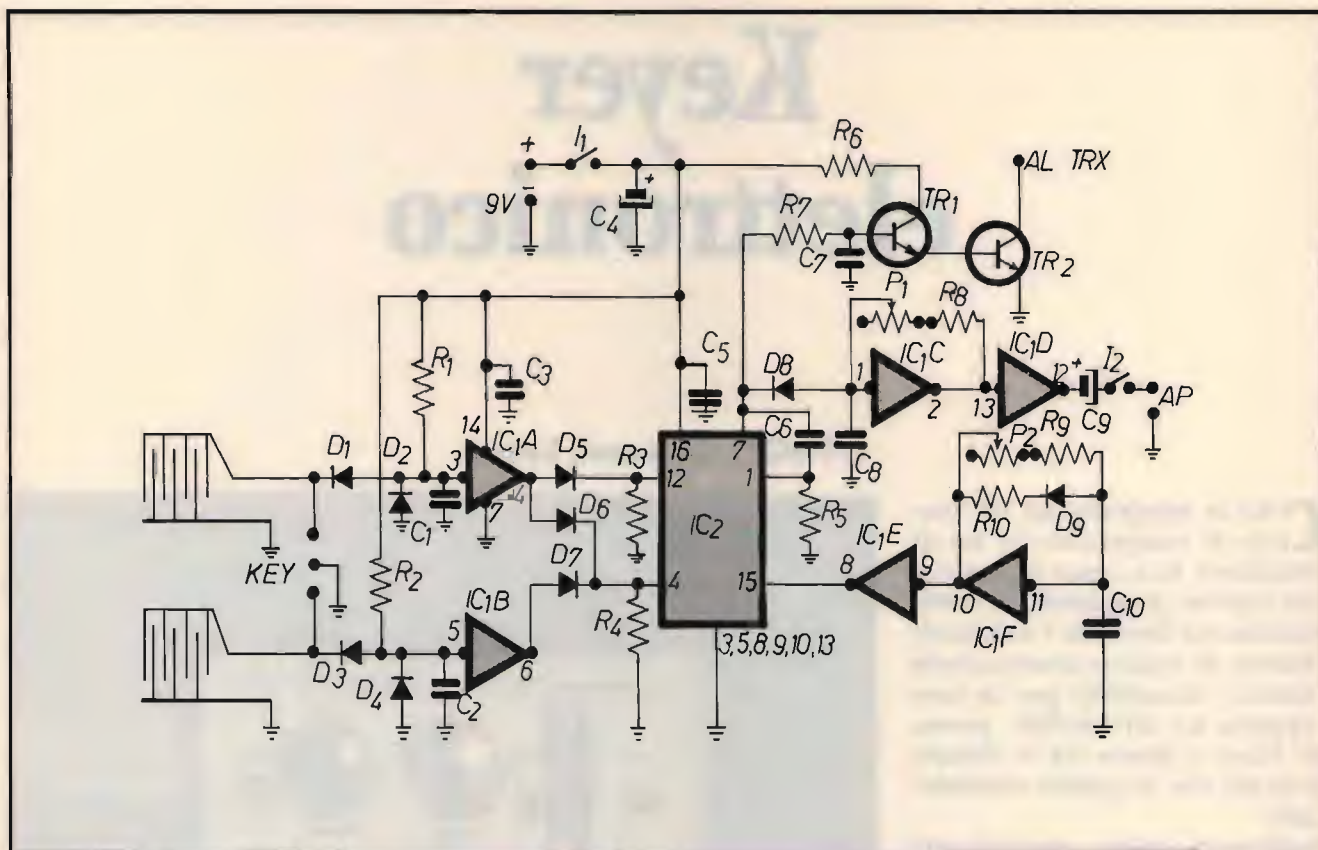 Keyer
R6
I1
+
AL TRX
+
TR1
-
9V
C4
R7
TR2
C7
P1
R8
R1
C3
C5
D8
IC1C
IC1D
1
2
13
12
+
I2
C9
AP
14
IC1A
C6
C8
P2
R9
D1
D2
3
D5
R3
16
7
4
12
1
7
D6
IC2
R5
R10
D9
C1
KEY
R2
D7
IC1E
IC1B
4
15
8
9
10
11
C10
5
R4
IC1F
D3
6
3,5,8,9,10,13
D4
C2